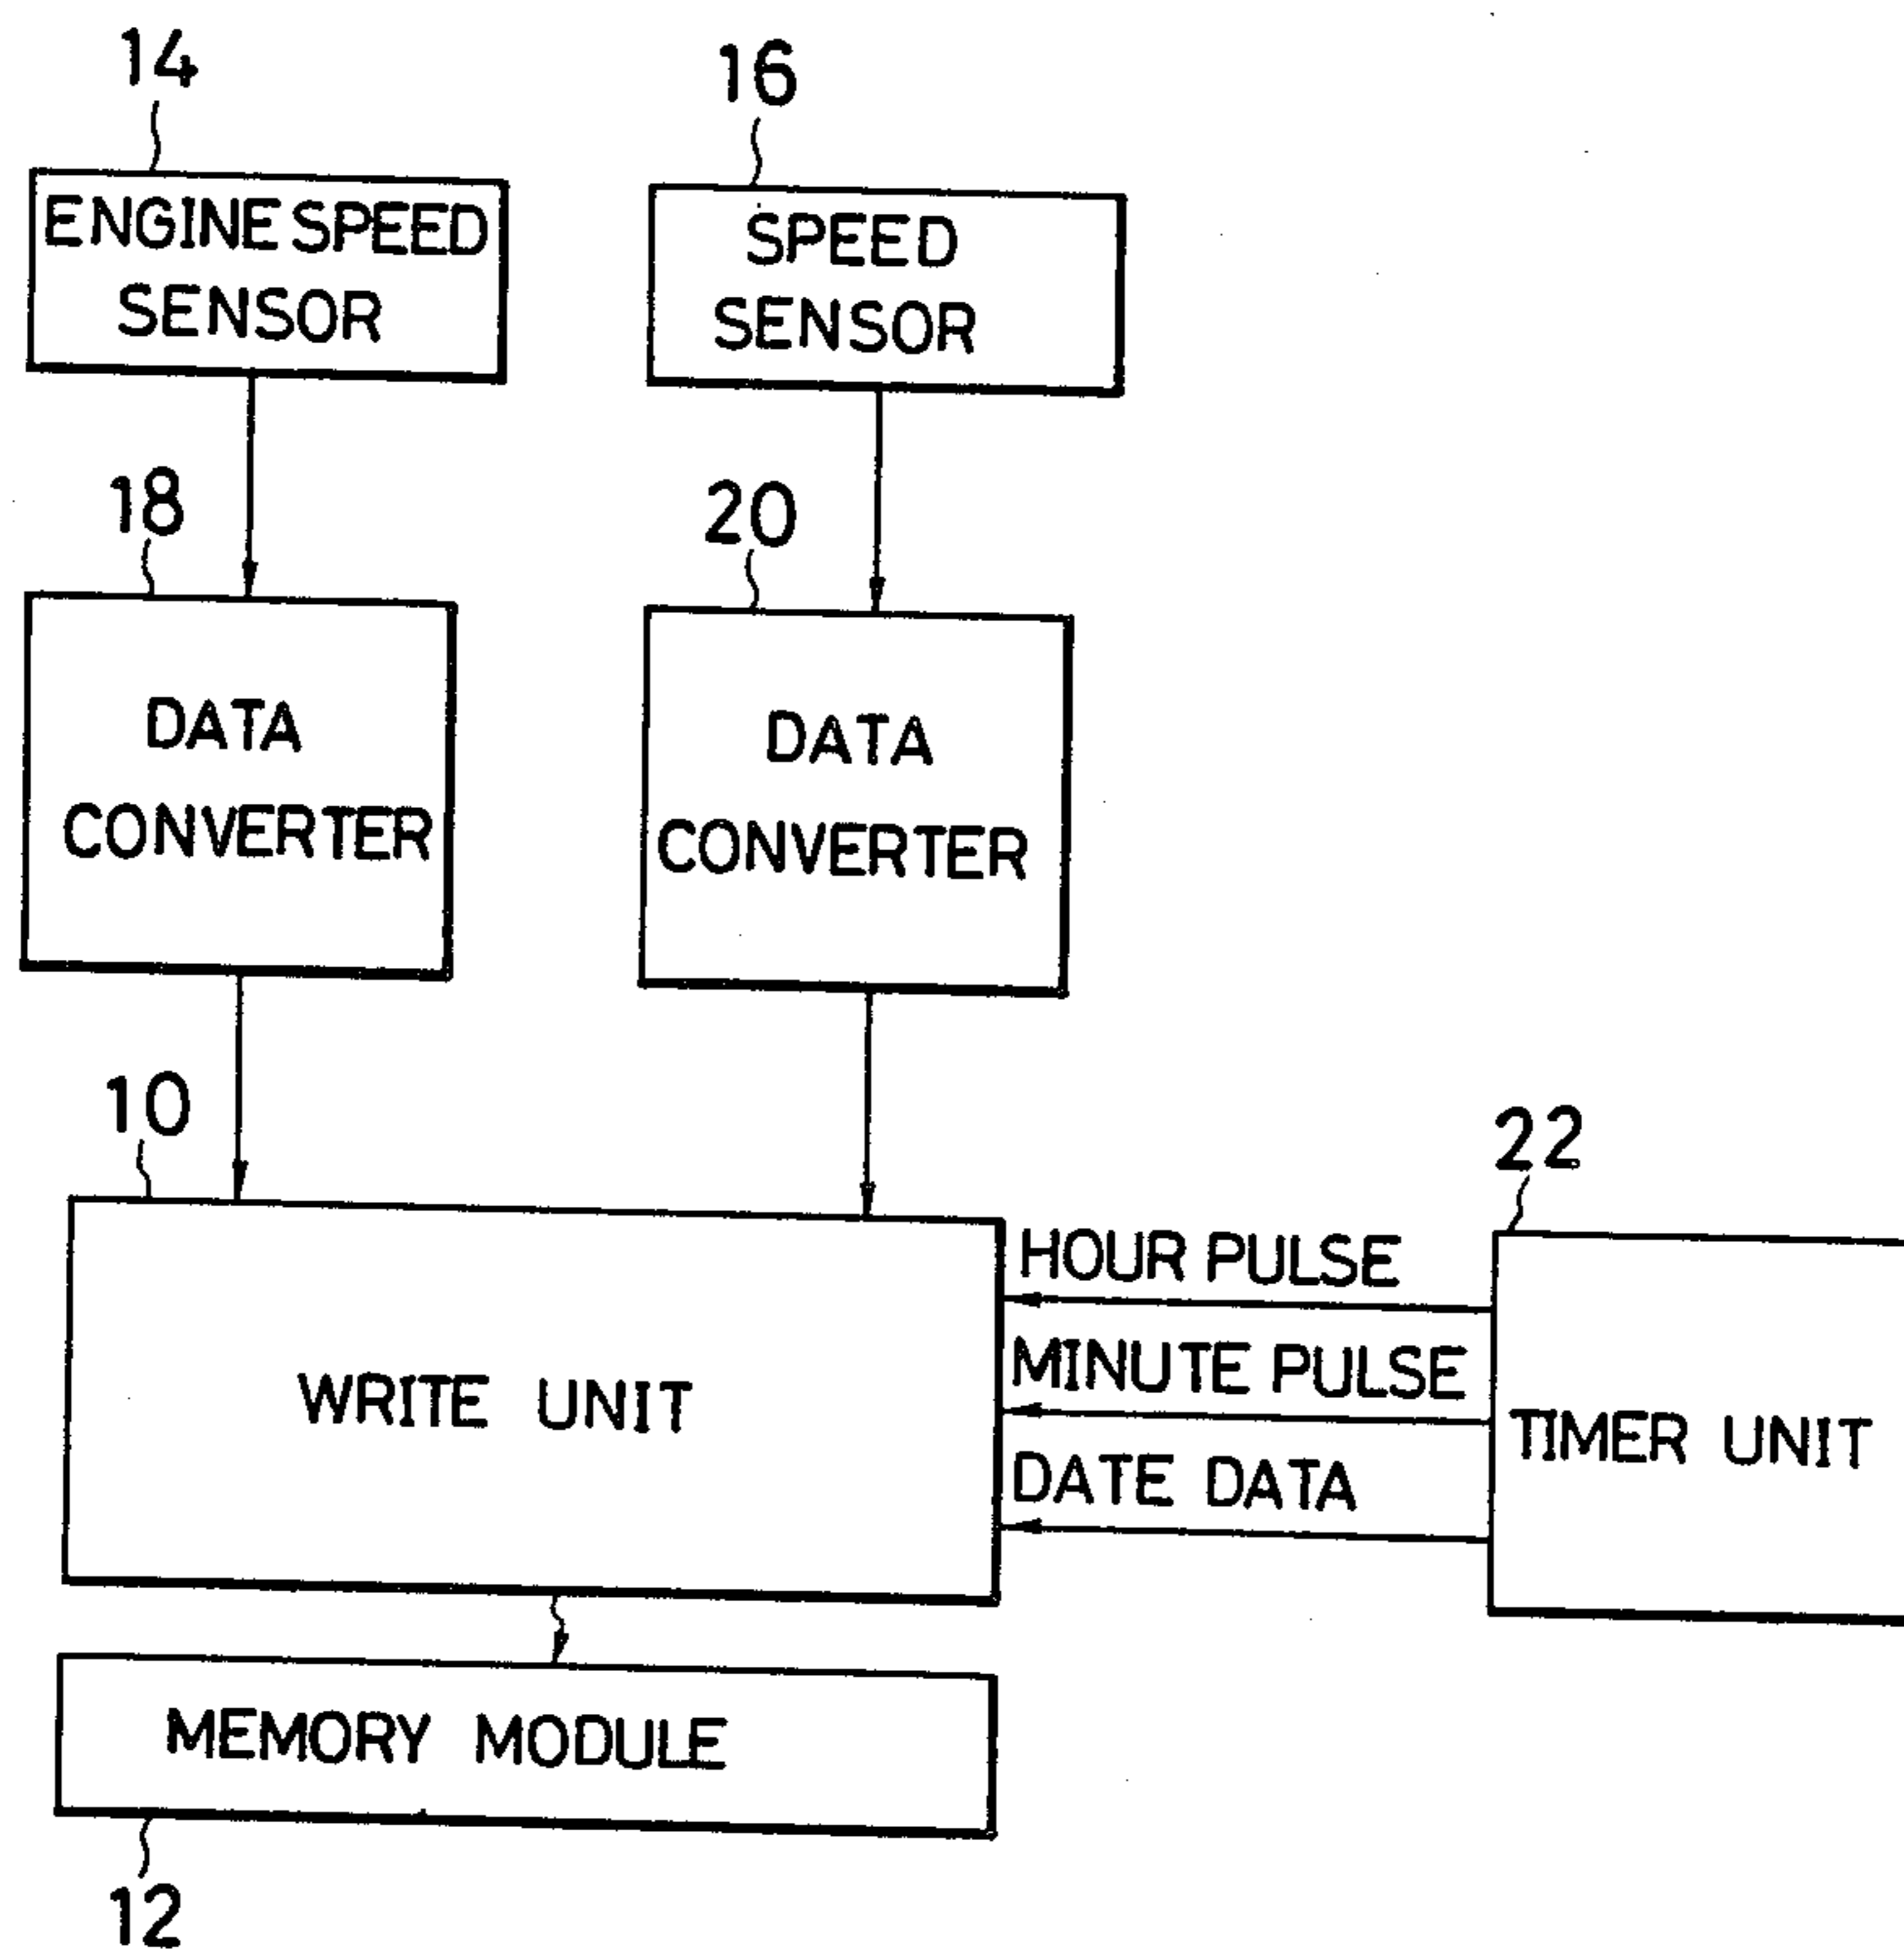 14
16
ENGINE SPEED
SENSOR
SPEED
SENSOR
18
20
DATA
CONVERTER
DATA
CONVERTER
10
22
HOUR PULSE
MINUTE PULSE
DATE DATA
WRITE UNIT
TIMER UNIT
MEMORY MODULE
12